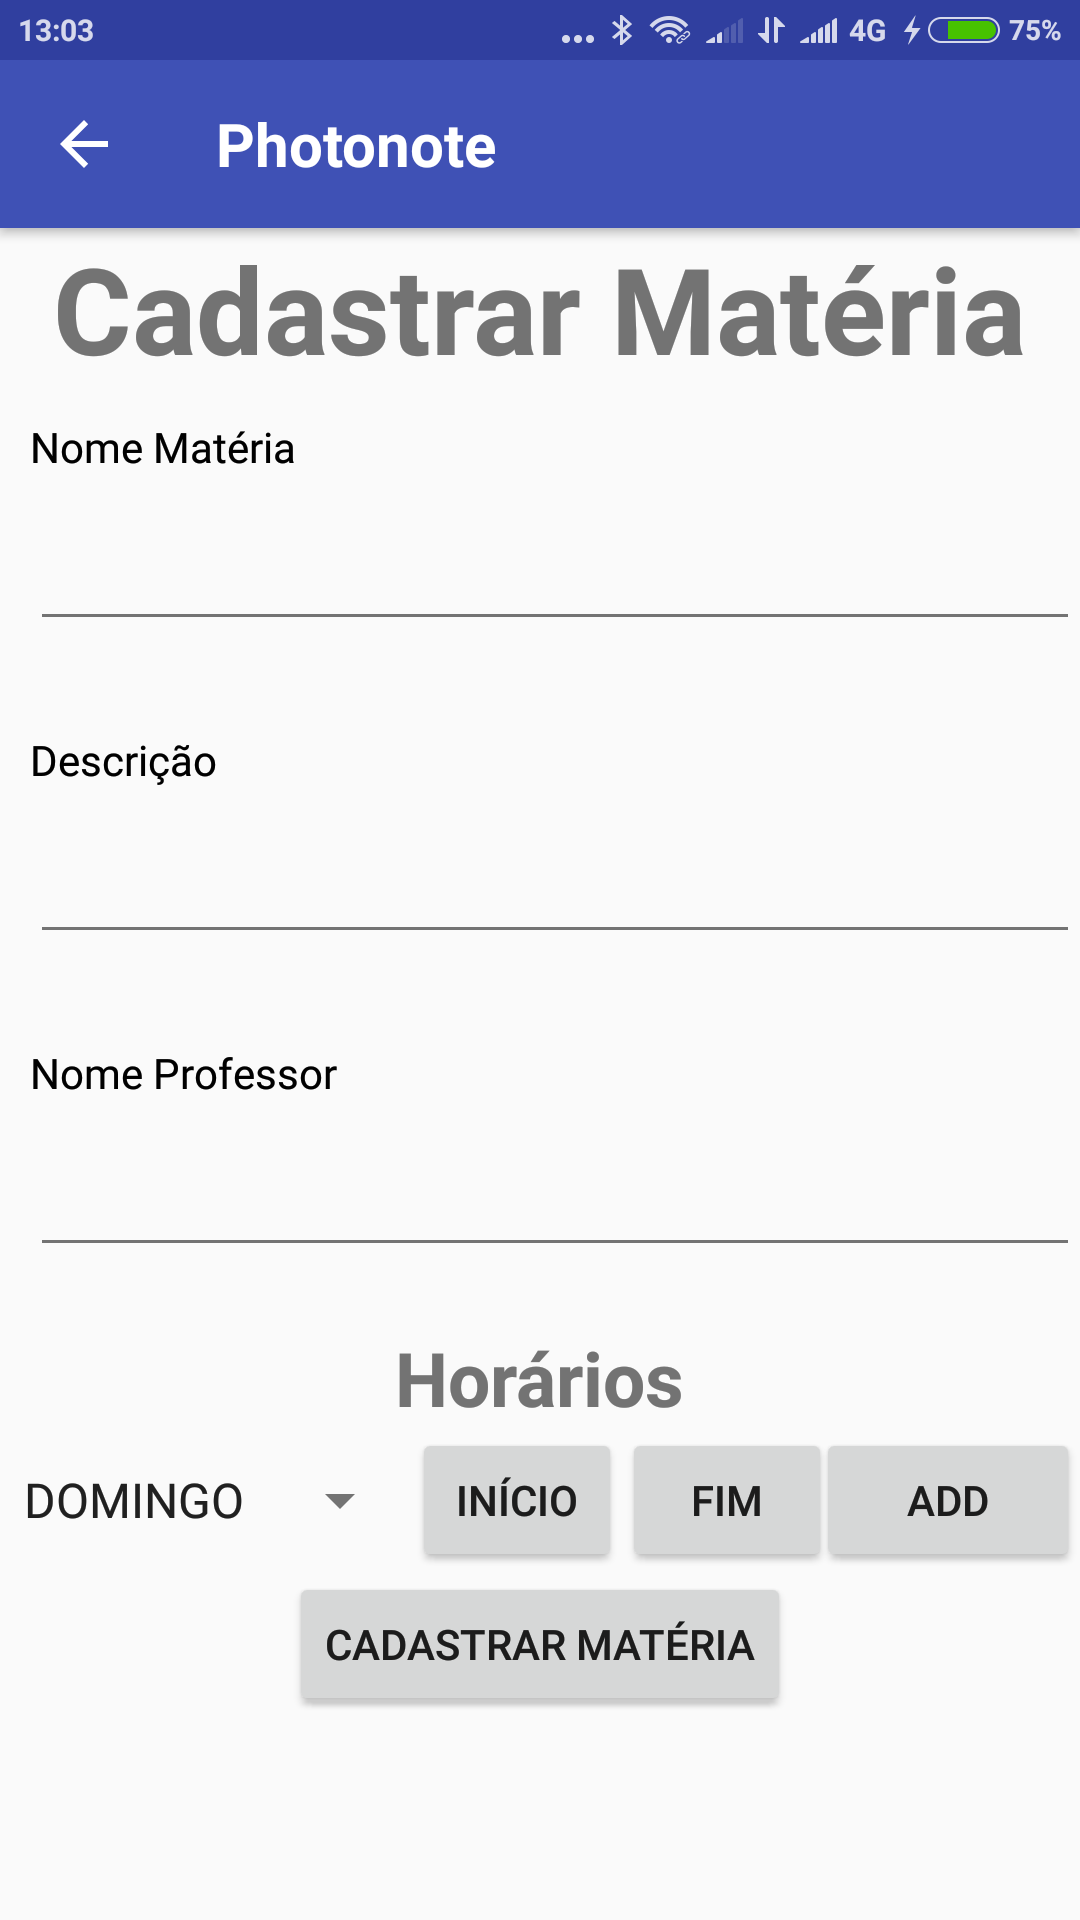 13:03 ... 4G 75%
Photonote
Cadastrar Matéria
Nome Matéria
Descrição
Nome Professor
Horários
DOMINGO INÍCIO FIM ADD
CADASTRAR MATÉRIA